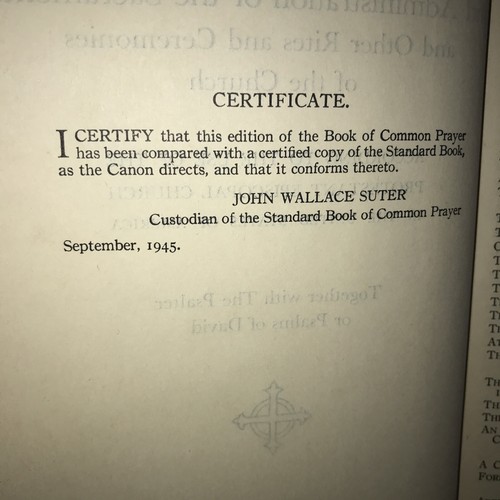 CERTIFICATE.
I CERTIFY that this edition of the Book of Common Prayer
has been compared with a certified copy of the Standard Book,
as the Canon directs, and that it conforms thereto.
JOHN WALLACE SUTER
Custodian of the Standard Book of Common Prayer
September, 1945.